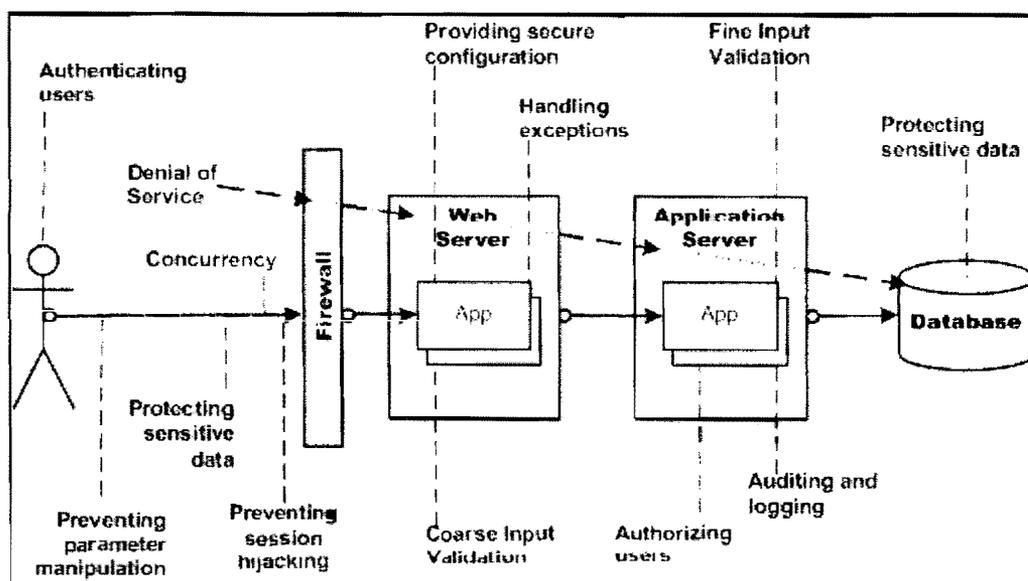 Providing secure
configuration
Fine Input
Validation
Authenticating
users
Handling
exceptions
Protecting
sensitive data
Denial of
Service
Web
Server
Application
Server
Concurrency
Firewall
App
App
Database
Protecting
sensitive
data
Preventing
parameter
manipulation
Preventing
session
hijacking
Coarse Input
Validation
Authorizing
users
Auditing and
logging